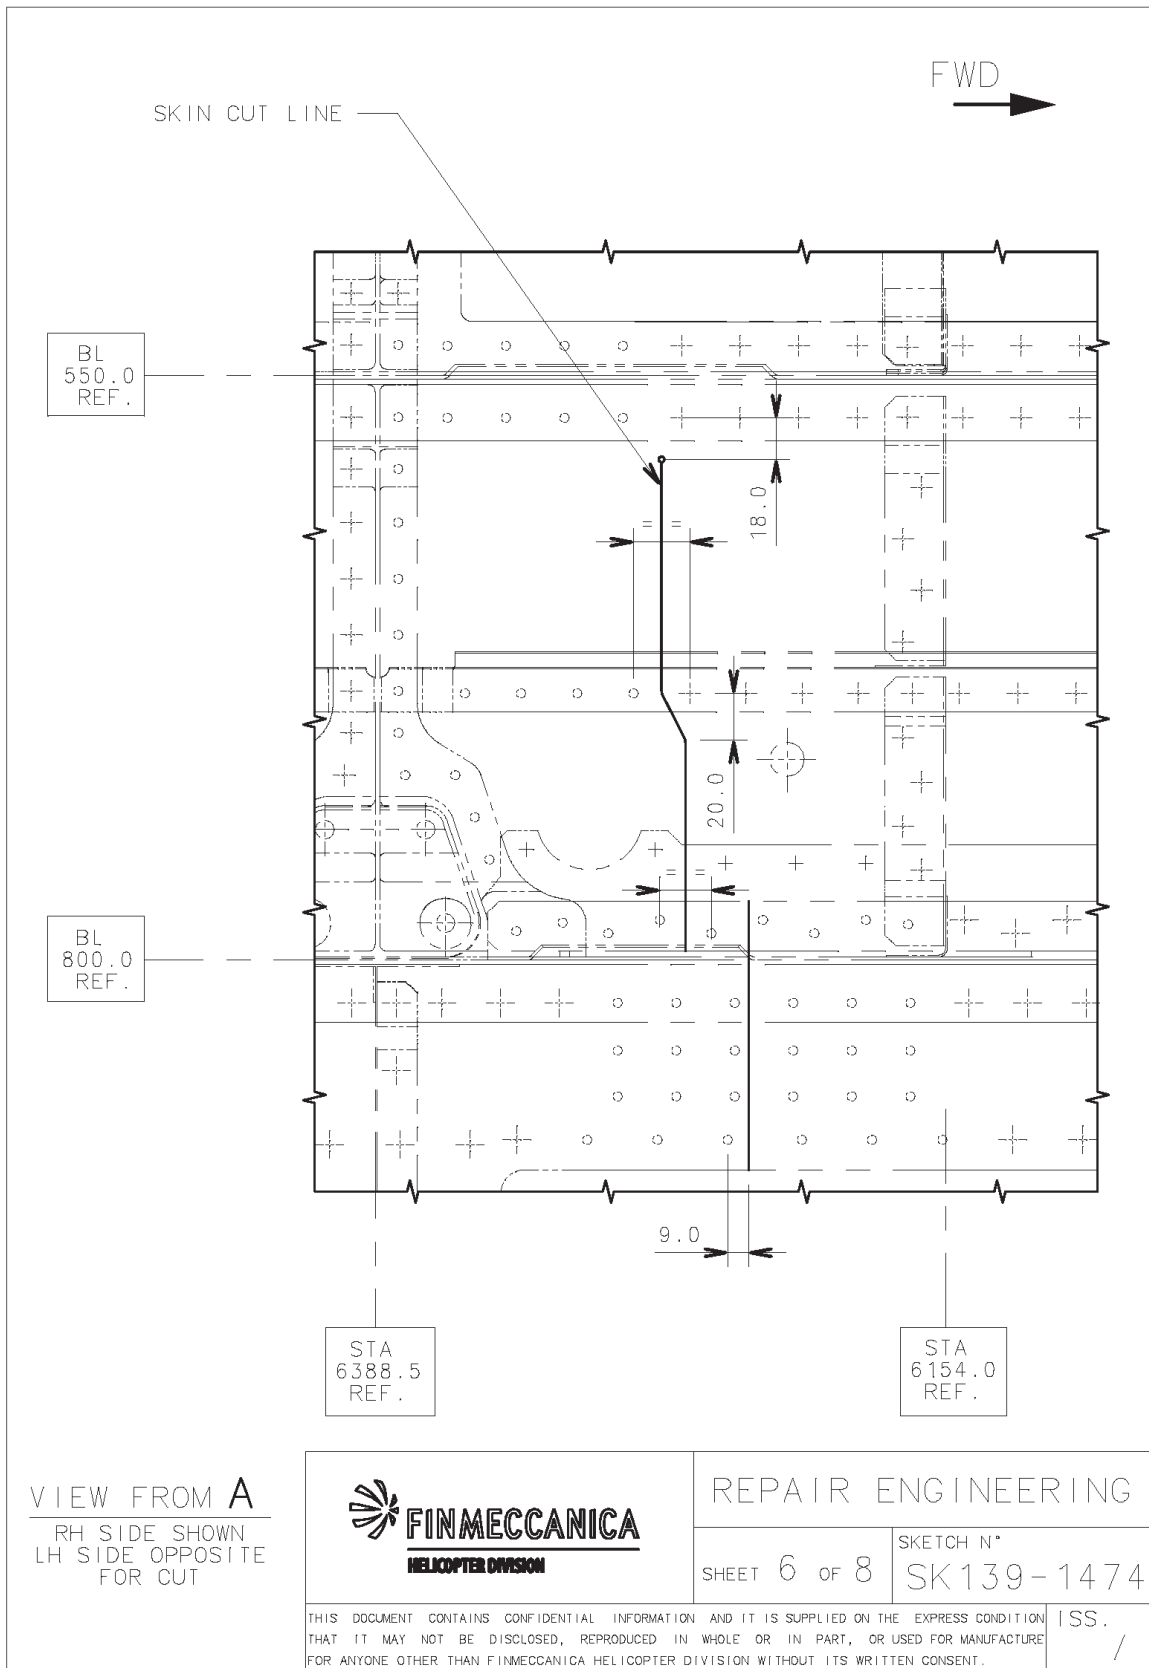 FWD
SKIN CUT LINE
BL
550.0
REF.
18.0
= =
20.0
= =
BL
800.0
REF.
9.0
STA
6388.5
REF.
STA
6154.0
REF.
VIEW FROM A
RH SIDE SHOWN
LH SIDE OPPOSITE
FOR CUT
FINMECCANICA
HELICOPTER DIVISION
REPAIR ENGINEERING
SHEET 6 OF 8
SKETCH N°
SK139-1474
THIS DOCUMENT CONTAINS CONFIDENTIAL INFORMATION AND IT IS SUPPLIED ON THE EXPRESS CONDITION
THAT IT MAY NOT BE DISCLOSED, REPRODUCED IN WHOLE OR IN PART, OR USED FOR MANUFACTURE
FOR ANYONE OTHER THAN FINMECCANICA HELICOPTER DIVISION WITHOUT ITS WRITTEN CONSENT.
ISS.
/